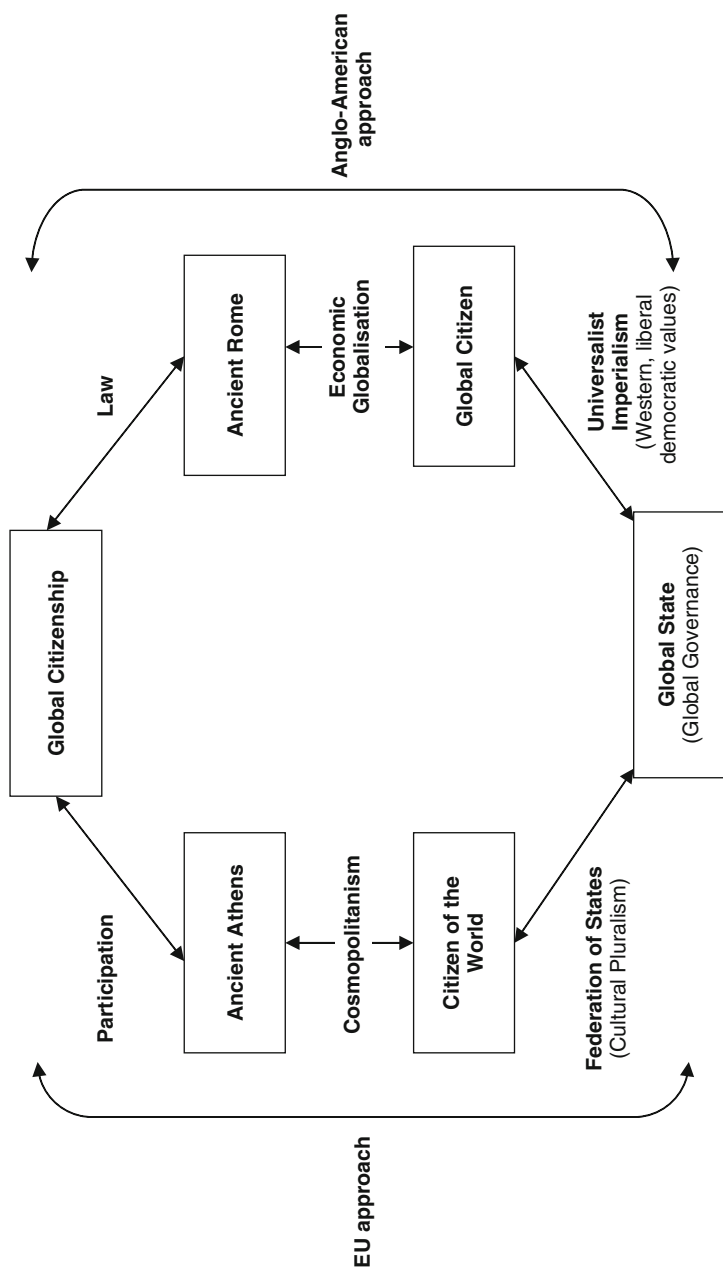 Global Citizenship
Participation
Law
Ancient Athens
Ancient Rome
EU approach
Cosmopolitanism
Economic
Globalisation
Anglo-American
approach
Citizen of the
World
Global Citizen
Federation of States
(Cultural Pluralism)
Universalist
Imperialism
(Western, liberal
democratic values)
Global State
(Global Governance)